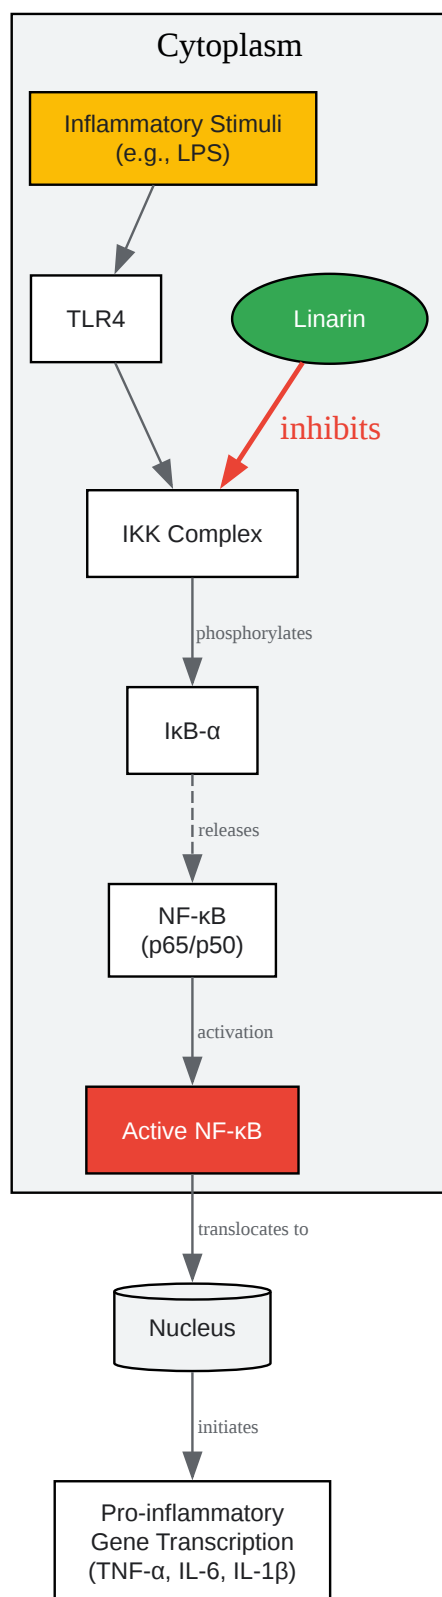 Cytoplasm
Inflammatory Stimuli
(e.g., LPS)
TLR4
Linarin
inhibits
IKK Complex
phosphorylates
IκB-α
releases
NF-κB
(p65/p50)
activation
Active NF-κB
translocates to
Nucleus
initiates
Pro-inflammatory
Gene Transcription
(TNF-α, IL-6, IL-1β)